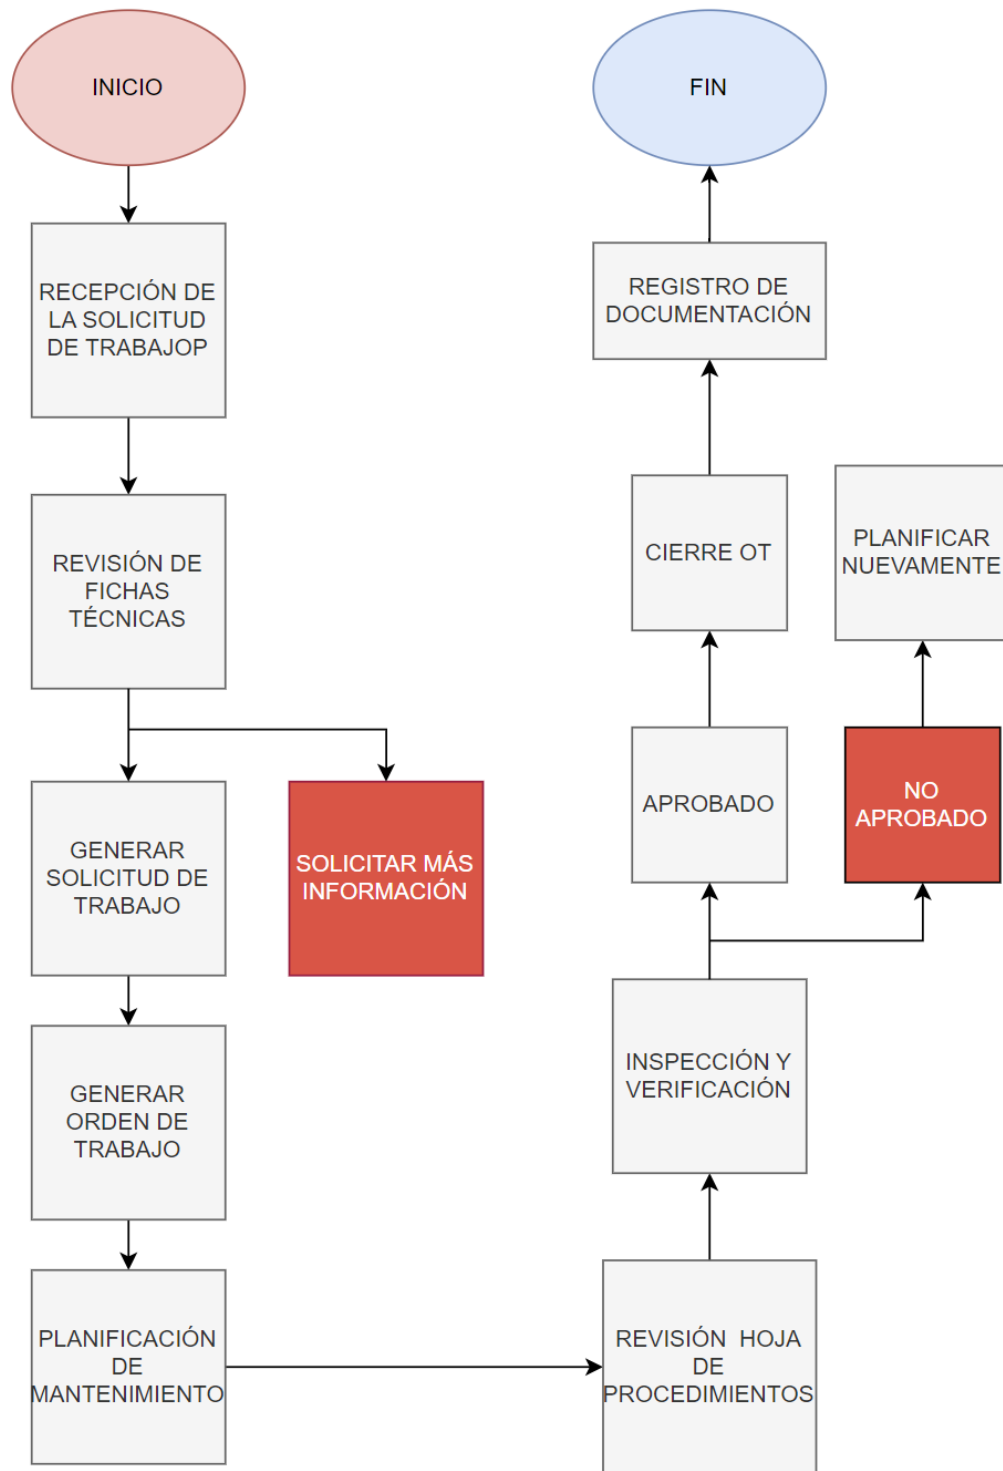 INICIO
RECEPCIÓN DE
LA SOLICITUD
DE TRABAJOP
REVISIÓN DE
FICHAS
TÉCNICAS
GENERAR
SOLICITUD DE
TRABAJO
SOLICITAR MÁS
INFORMACIÓN
GENERAR
ORDEN DE
TRABAJO
PLANIFICACIÓN
DE
MANTENIMIENTO
REVISIÓN  HOJA
DE
PROCEDIMIENTOS
INSPECCIÓN Y
VERIFICACIÓN
APROBADO
NO
APROBADO
CIERRE OT
PLANIFICAR
NUEVAMENTE
REGISTRO DE
DOCUMENTACIÓN
FIN